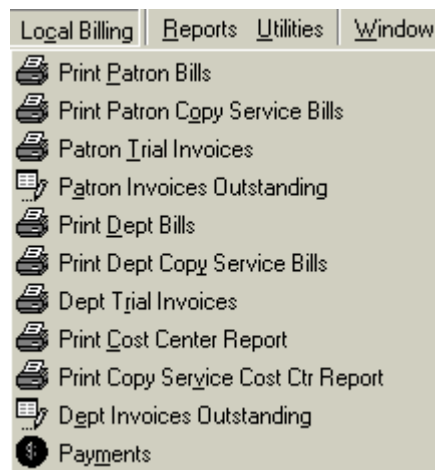 Local Billing Reports Utilities Window
Print Patron Bills
Print Patron Copy Service Bills
Patron Trial Invoices
Patron Invoices Outstanding
Print Dept Bills
Print Dept Copy Service Bills
Dept Trial Invoices
Print Cost Center Report
Print Copy Service Cost Ctr Report
Dept Invoices Outstanding
Payments